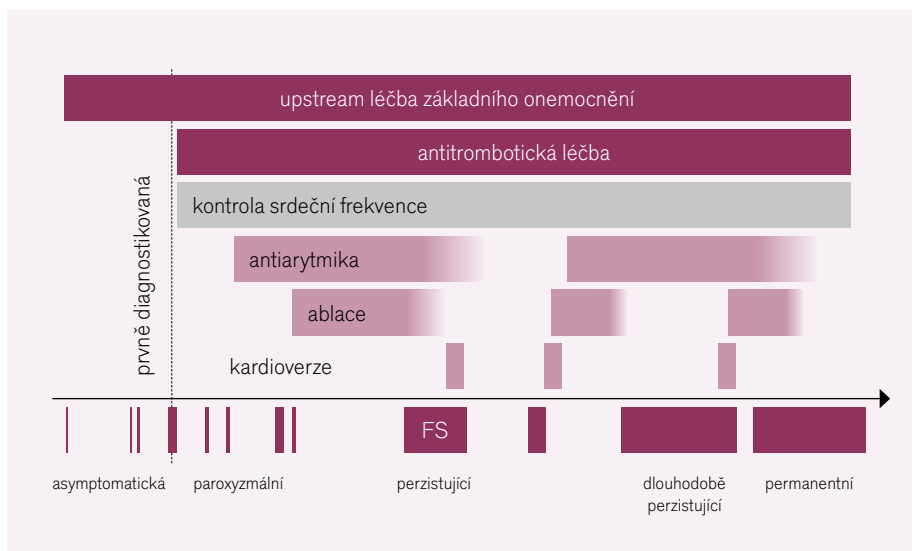 upstream léčba základního onemocnění
antitrombotická léčba
prvně diagnostikovaná
kontrola srdeční frekvence
antiarytmika
ablace
kardioverze
FS
asymptomatická
paroxyzmální
perzistující
dlouhodobě
perzistující
permanentní